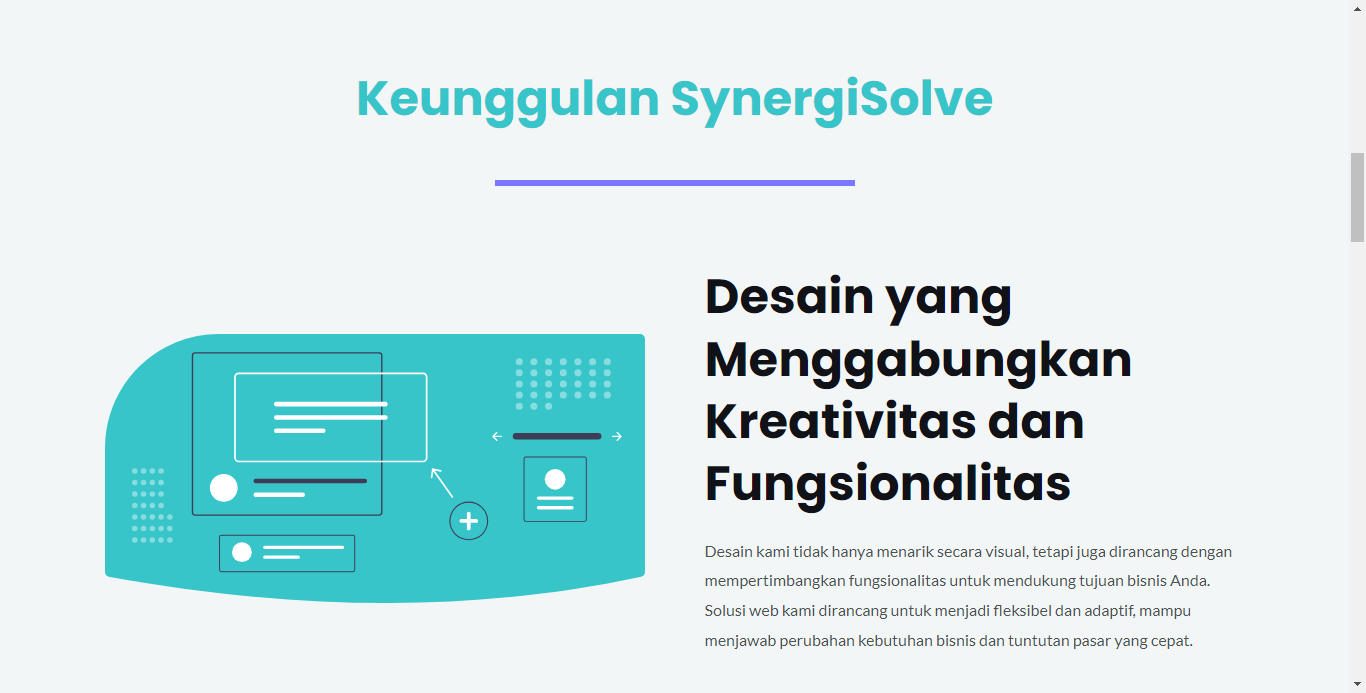 Keunggulan SynergiSolve
Desain yang
Menggabungkan
Kreativitas dan
Fungsionalitas
Desain kami tidak hanya menarik secara visual, tetapi juga dirancang dengan
mempertimbangkan fungsionalitas untuk mendukung tujuan bisnis Anda.
Solusi web kami dirancang untuk menjadi fleksibel dan adaptif, mampu
menjawab perubahan kebutuhan bisnis dan tuntutan pasar yang cepat.